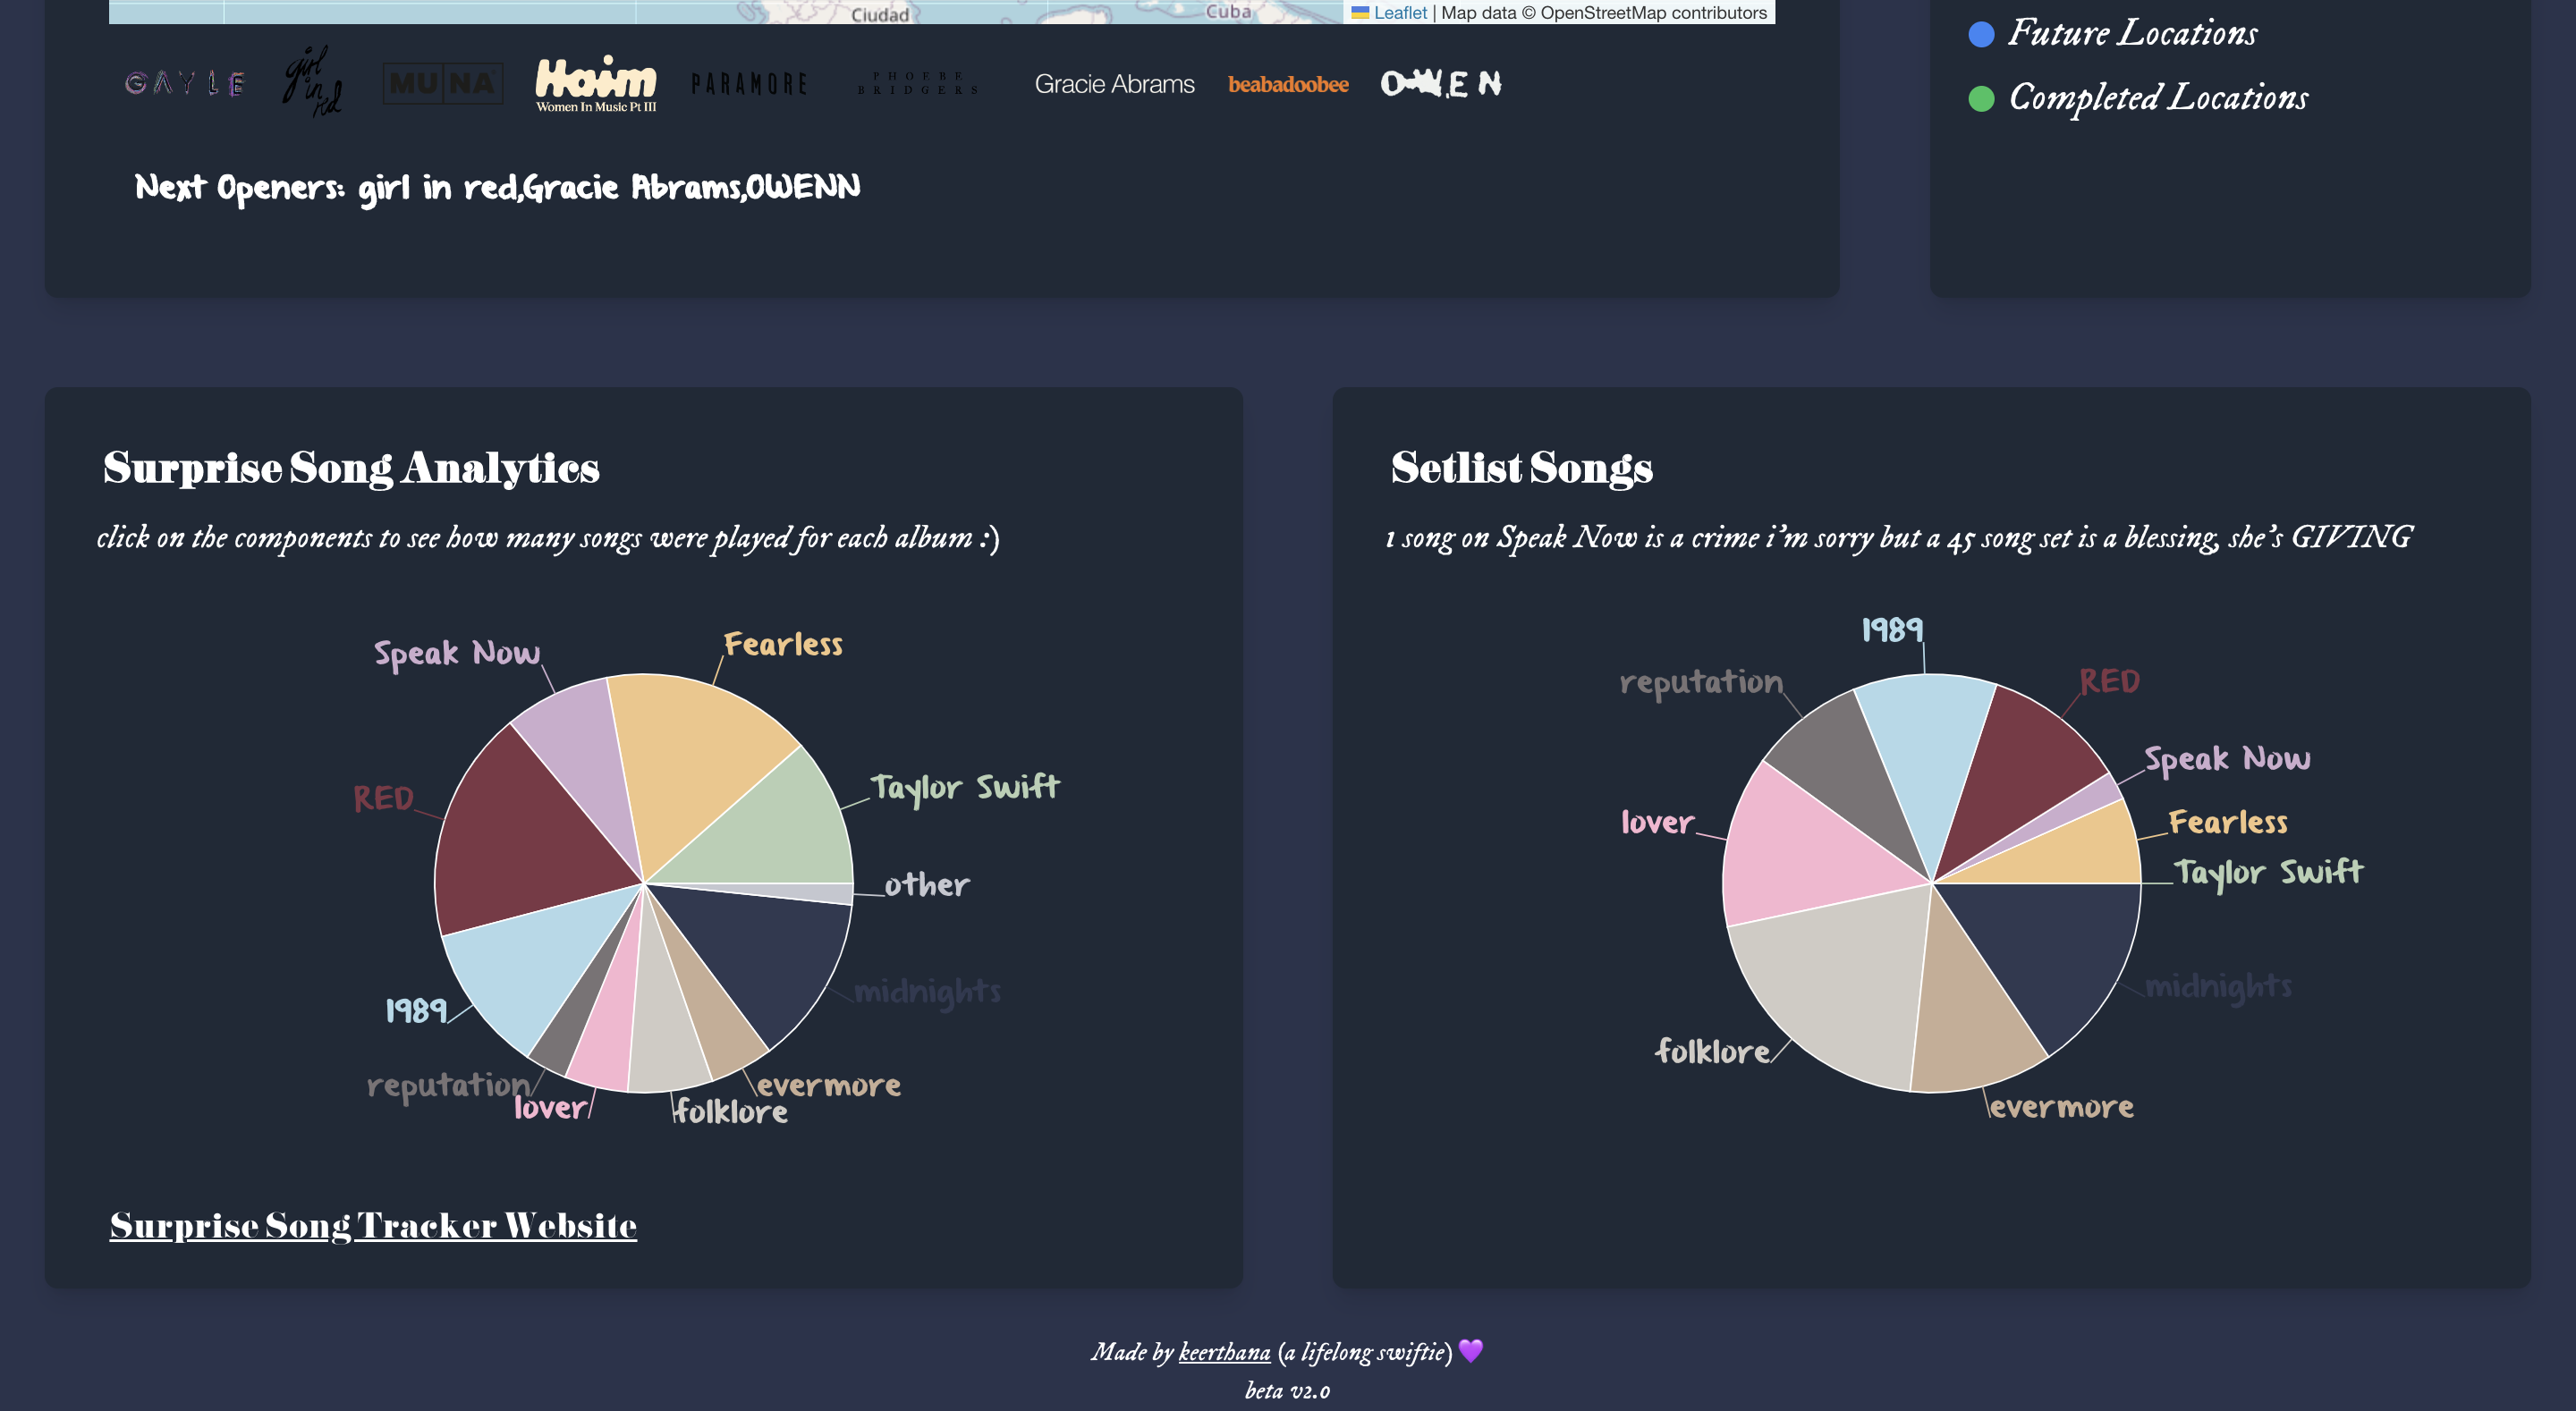 Ciudad
Cuba
Leaflet | Map data © OpenStreetMap contributors
Future Locations
Completed Locations
GAYLE
girl in red
MUNA
Haim
Women In Music Pt III
PARAMORE
PHOEBE
BRIDGERS
Gracie Abrams
beabadoobee
OWEN
Next Openers: girl in red,Gracie Abrams,OWENN
Surprise Song Analytics
click on the components to see how many songs were played for each album :)
Speak Now
Fearless
Taylor Swift
RED
other
midnights
1989
reputation
lover
folklore
evermore
Surprise Song Tracker Website
Setlist Songs
1 song on Speak Now is a crime i'm sorry but a 45 song set is a blessing, she's GIVING
1989
reputation
RED
Speak Now
lover
Fearless
Taylor Swift
midnights
folklore
evermore
Made by keerthana (a lifelong swiftie) 💜
beta v2.0